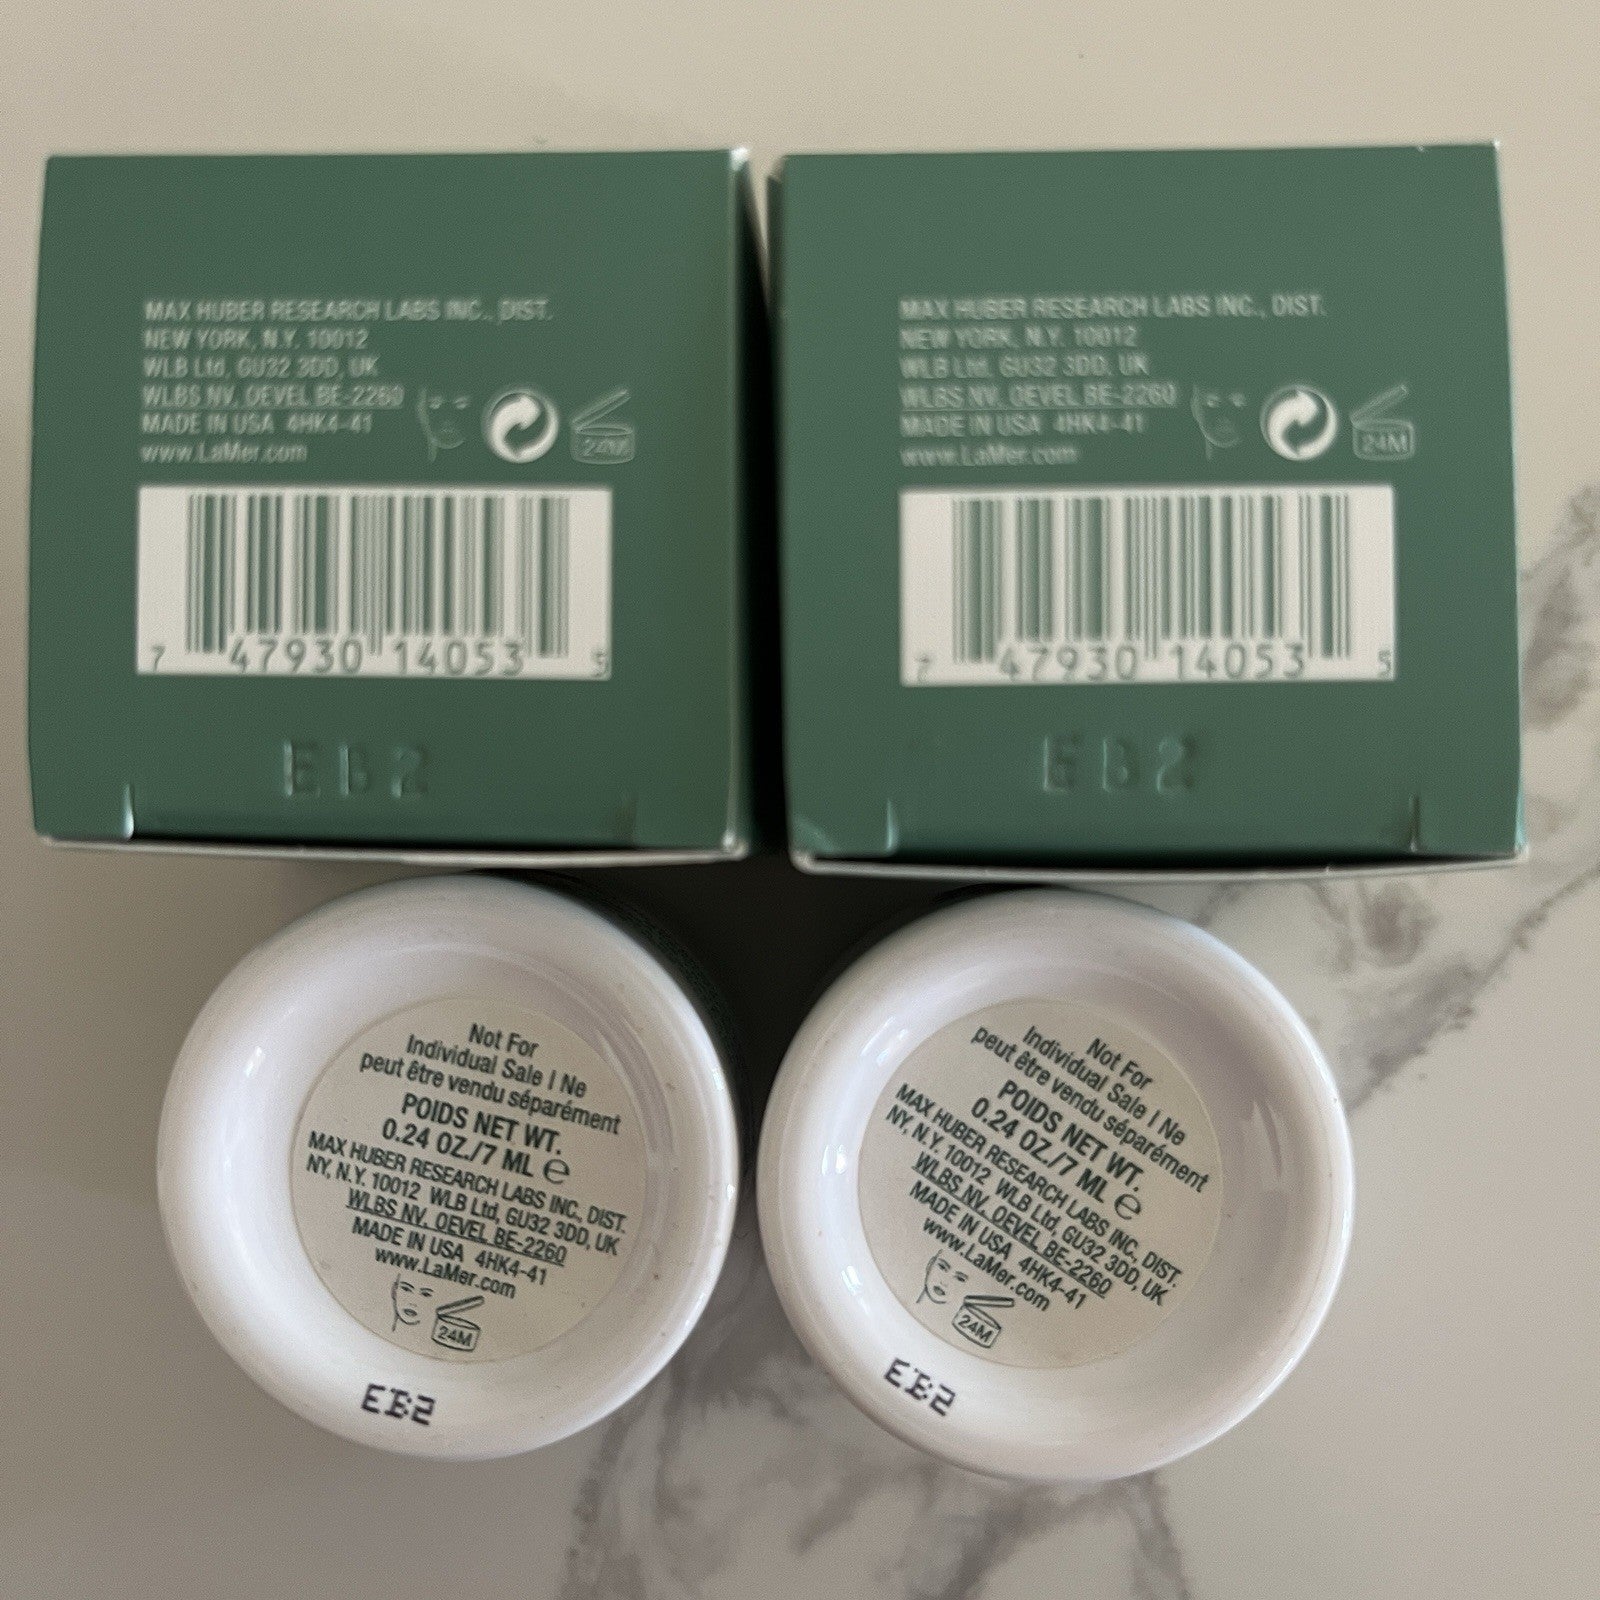 MAX HUBER RESEARCH LABS INC., DIST.
NEW YORK, N.Y. 10012
WLB Ltd, GU32 3DD, UK
WLBS NV, OEVEL BE-2260
MADE IN USA 4HK4-41
www.LaMer.com
24M
7 47930 14053 5
EB2
MAX HUBER RESEARCH LABS INC., DIST.
NEW YORK, N.Y. 10012
WLB Ltd, GU32 3DD, UK
WLBS NV, OEVEL BE-2260
MADE IN USA 4HK4-41
www.LaMer.com
24M
7 47930 14053 5
EB2
Not For
Individual Sale | Ne
peut être vendu séparément
POIDS NET WT.
0.24 OZ./7 ML ℮
MAX HUBER RESEARCH LABS INC., DIST.
NY, N.Y. 10012 WLB Ltd, GU32 3DD, UK
WLBS NV, OEVEL BE-2260
MADE IN USA 4HK4-41
www.LaMer.com
24M
EB2
Not For
Individual Sale | Ne
peut être vendu séparément
POIDS NET WT.
0.24 OZ./7 ML ℮
MAX HUBER RESEARCH LABS INC., DIST.
NY, N.Y. 10012 WLB Ltd, GU32 3DD, UK
WLBS NV, OEVEL BE-2260
MADE IN USA 4HK4-41
www.LaMer.com
24M
EB2